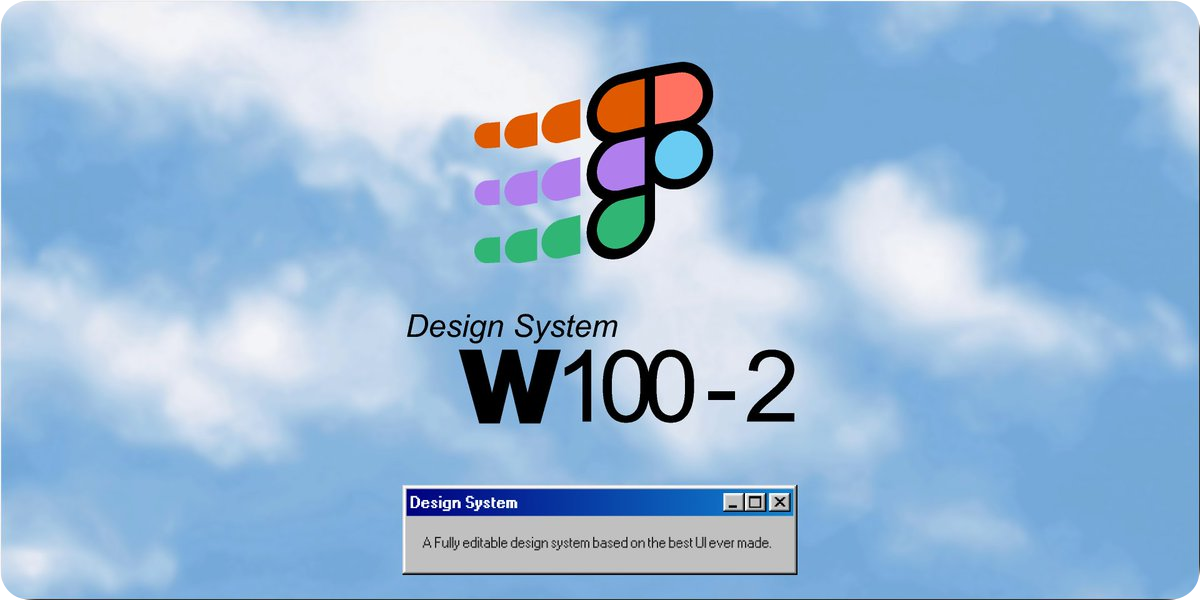 Design System
W100-2
Design System
A Fully editable design system based on the best UI ever made.